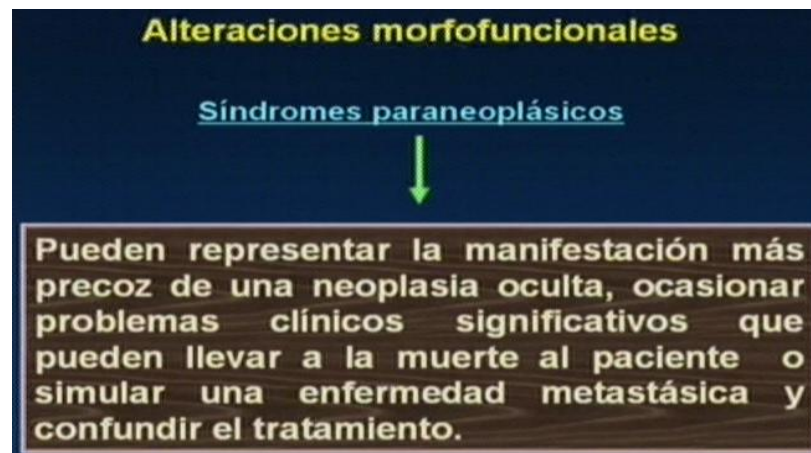 Alteraciones morfofuncionales
Síndromes paraneoplásicos
Pueden representar la manifestación más
precoz de una neoplasia oculta, ocasionar
problemas clínicos significativos que
pueden llevar a la muerte al paciente o
simular una enfermedad metastásica y
confundir el tratamiento.